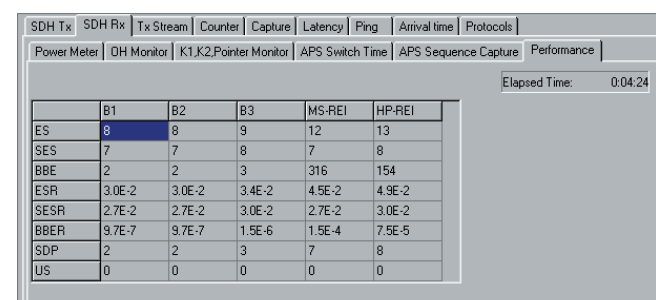 SDH Tx SDH Rx Tx Stream Counter Capture Latency Ping Arrival time Protocols
Power Meter OH Monitor K1,K2,Pointer Monitor APS Switch Time APS Sequence Capture Performance
Elapsed Time: 0:04:24
B1 B2 B3 MS-REI HP-REI
ES 8 8 9 12 13
SES 7 7 8 7 8
BBE 2 2 3 316 154
ESR 3.0E-2 3.0E-2 3.4E-2 4.5E-2 4.9E-2
SESR 2.7E-2 2.7E-2 3.0E-2 2.7E-2 3.0E-2
BBER 9.7E-7 9.7E-7 1.5E-6 1.5E-4 7.5E-5
SDP 2 2 3 7 8
US 0 0 0 0 0